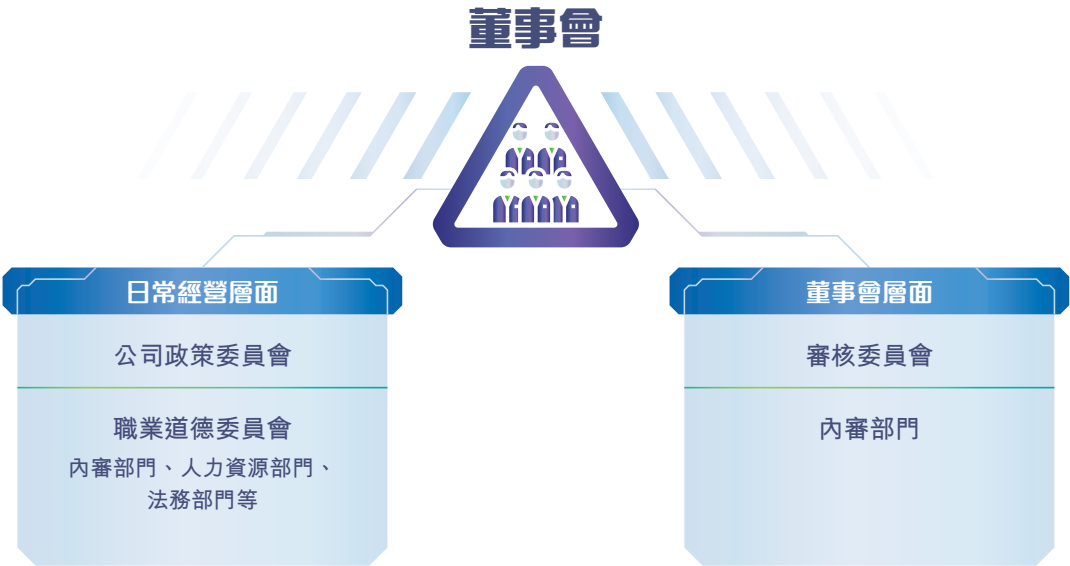 董事會
日常經營層面
公司政策委員會
職業道德委員會
內審部門、人力資源部門、
法務部門等
董事會層面
審核委員會
內審部門